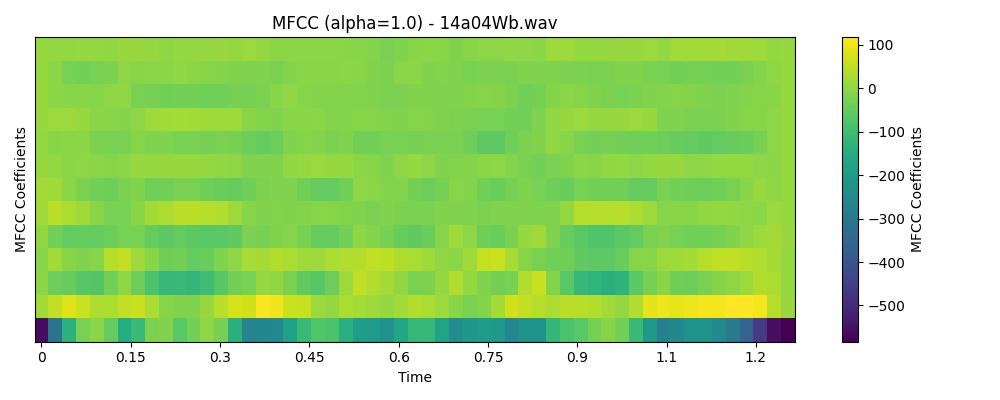 MFCC (alpha=1.0) - 14a04Wb.wav
MFCC Coefficients
0 0.15 0.3 0.45 0.6 0.75 0.9 1.1 1.2
Time
100
0
−100
−200
−300
−400
−500
MFCC Coefficients